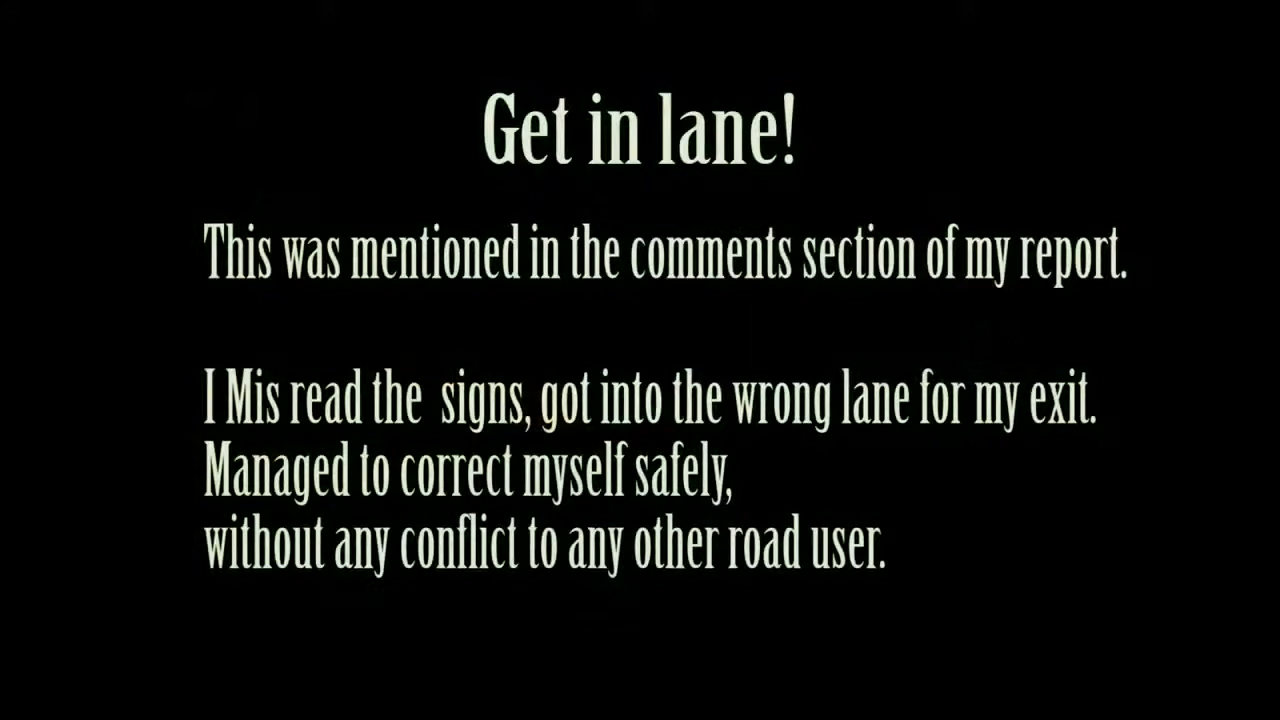 Get in lane!
This was mentioned in the comments section of my report.
I Mis read the  signs, got into the wrong lane for my exit.
Managed to correct myself safely,
without any conflict to any other road user.